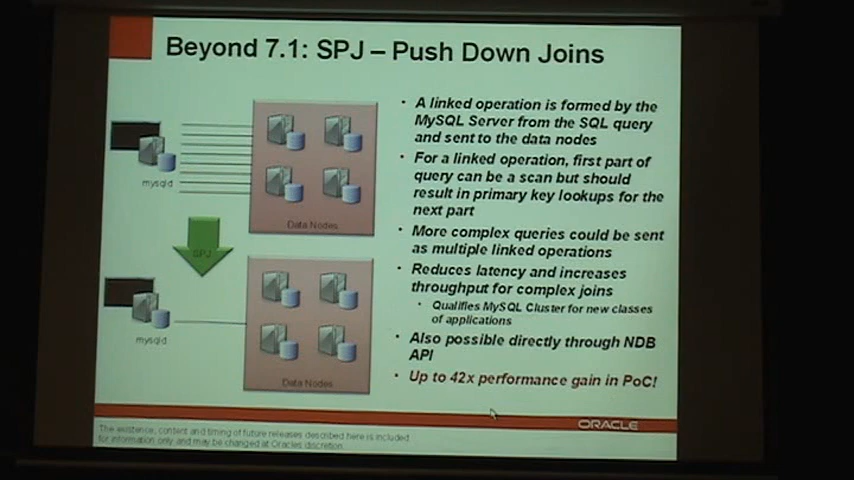 Beyond 7.1: SPJ – Push Down Joins
mysqld
Data Nodes
SPJ
mysqld
Data Nodes
• A linked operation is formed by the
MySQL Server from the SQL query
and sent to the data nodes
• For a linked operation, first part of
query can be a scan but should
result in primary key lookups for the
next part
• More complex queries could be sent
as multiple linked operations
• Reduces latency and increases
throughput for complex joins
• Qualifies MySQL Cluster for new classes
of applications
• Also possible directly through NDB
API
• Up to 42x performance gain in PoC!
The existence, content and timing of future releases described here is included
for information only and may be changed at Oracles discretion
ORACLE